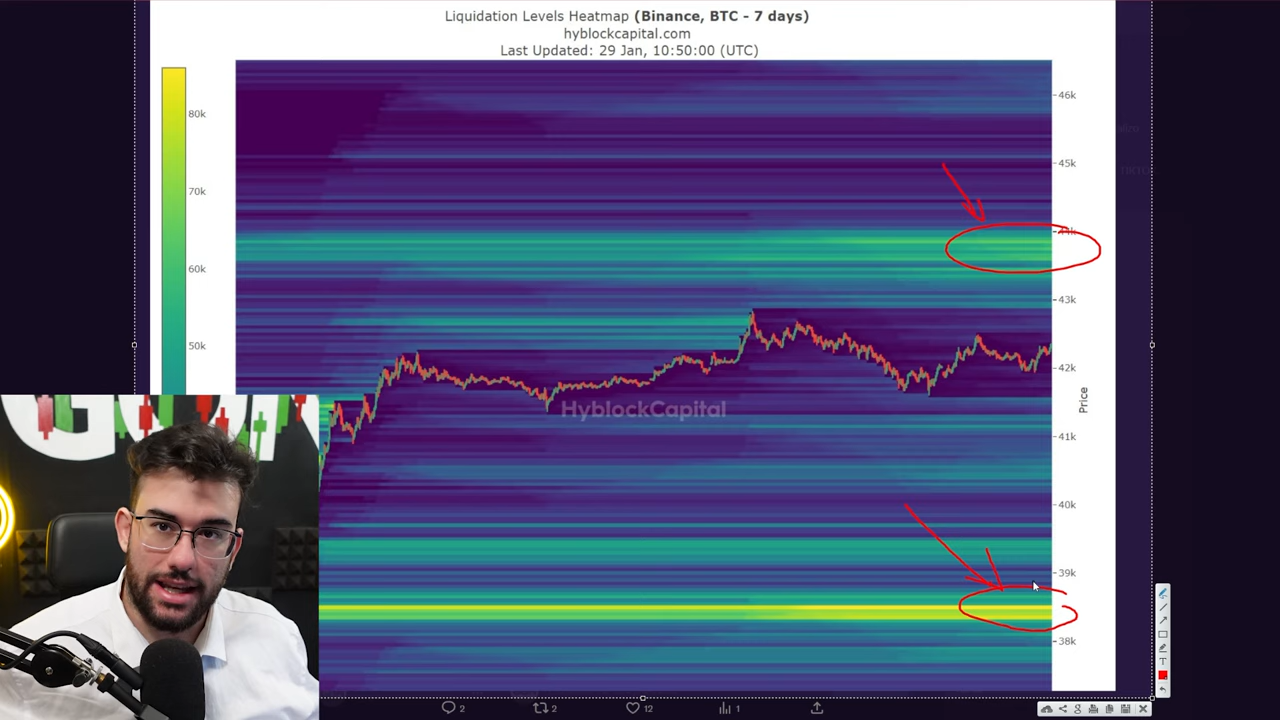 Liquidation Levels Heatmap (Binance, BTC - 7 days)
hyblockcapital.com
Last Updated: 29 Jan, 10:50:00 (UTC)
80k
70k
60k
50k
46k
45k
44k
43k
42k
41k
40k
39k
38k
Price
HyblockCapital
2
2
12
1
T